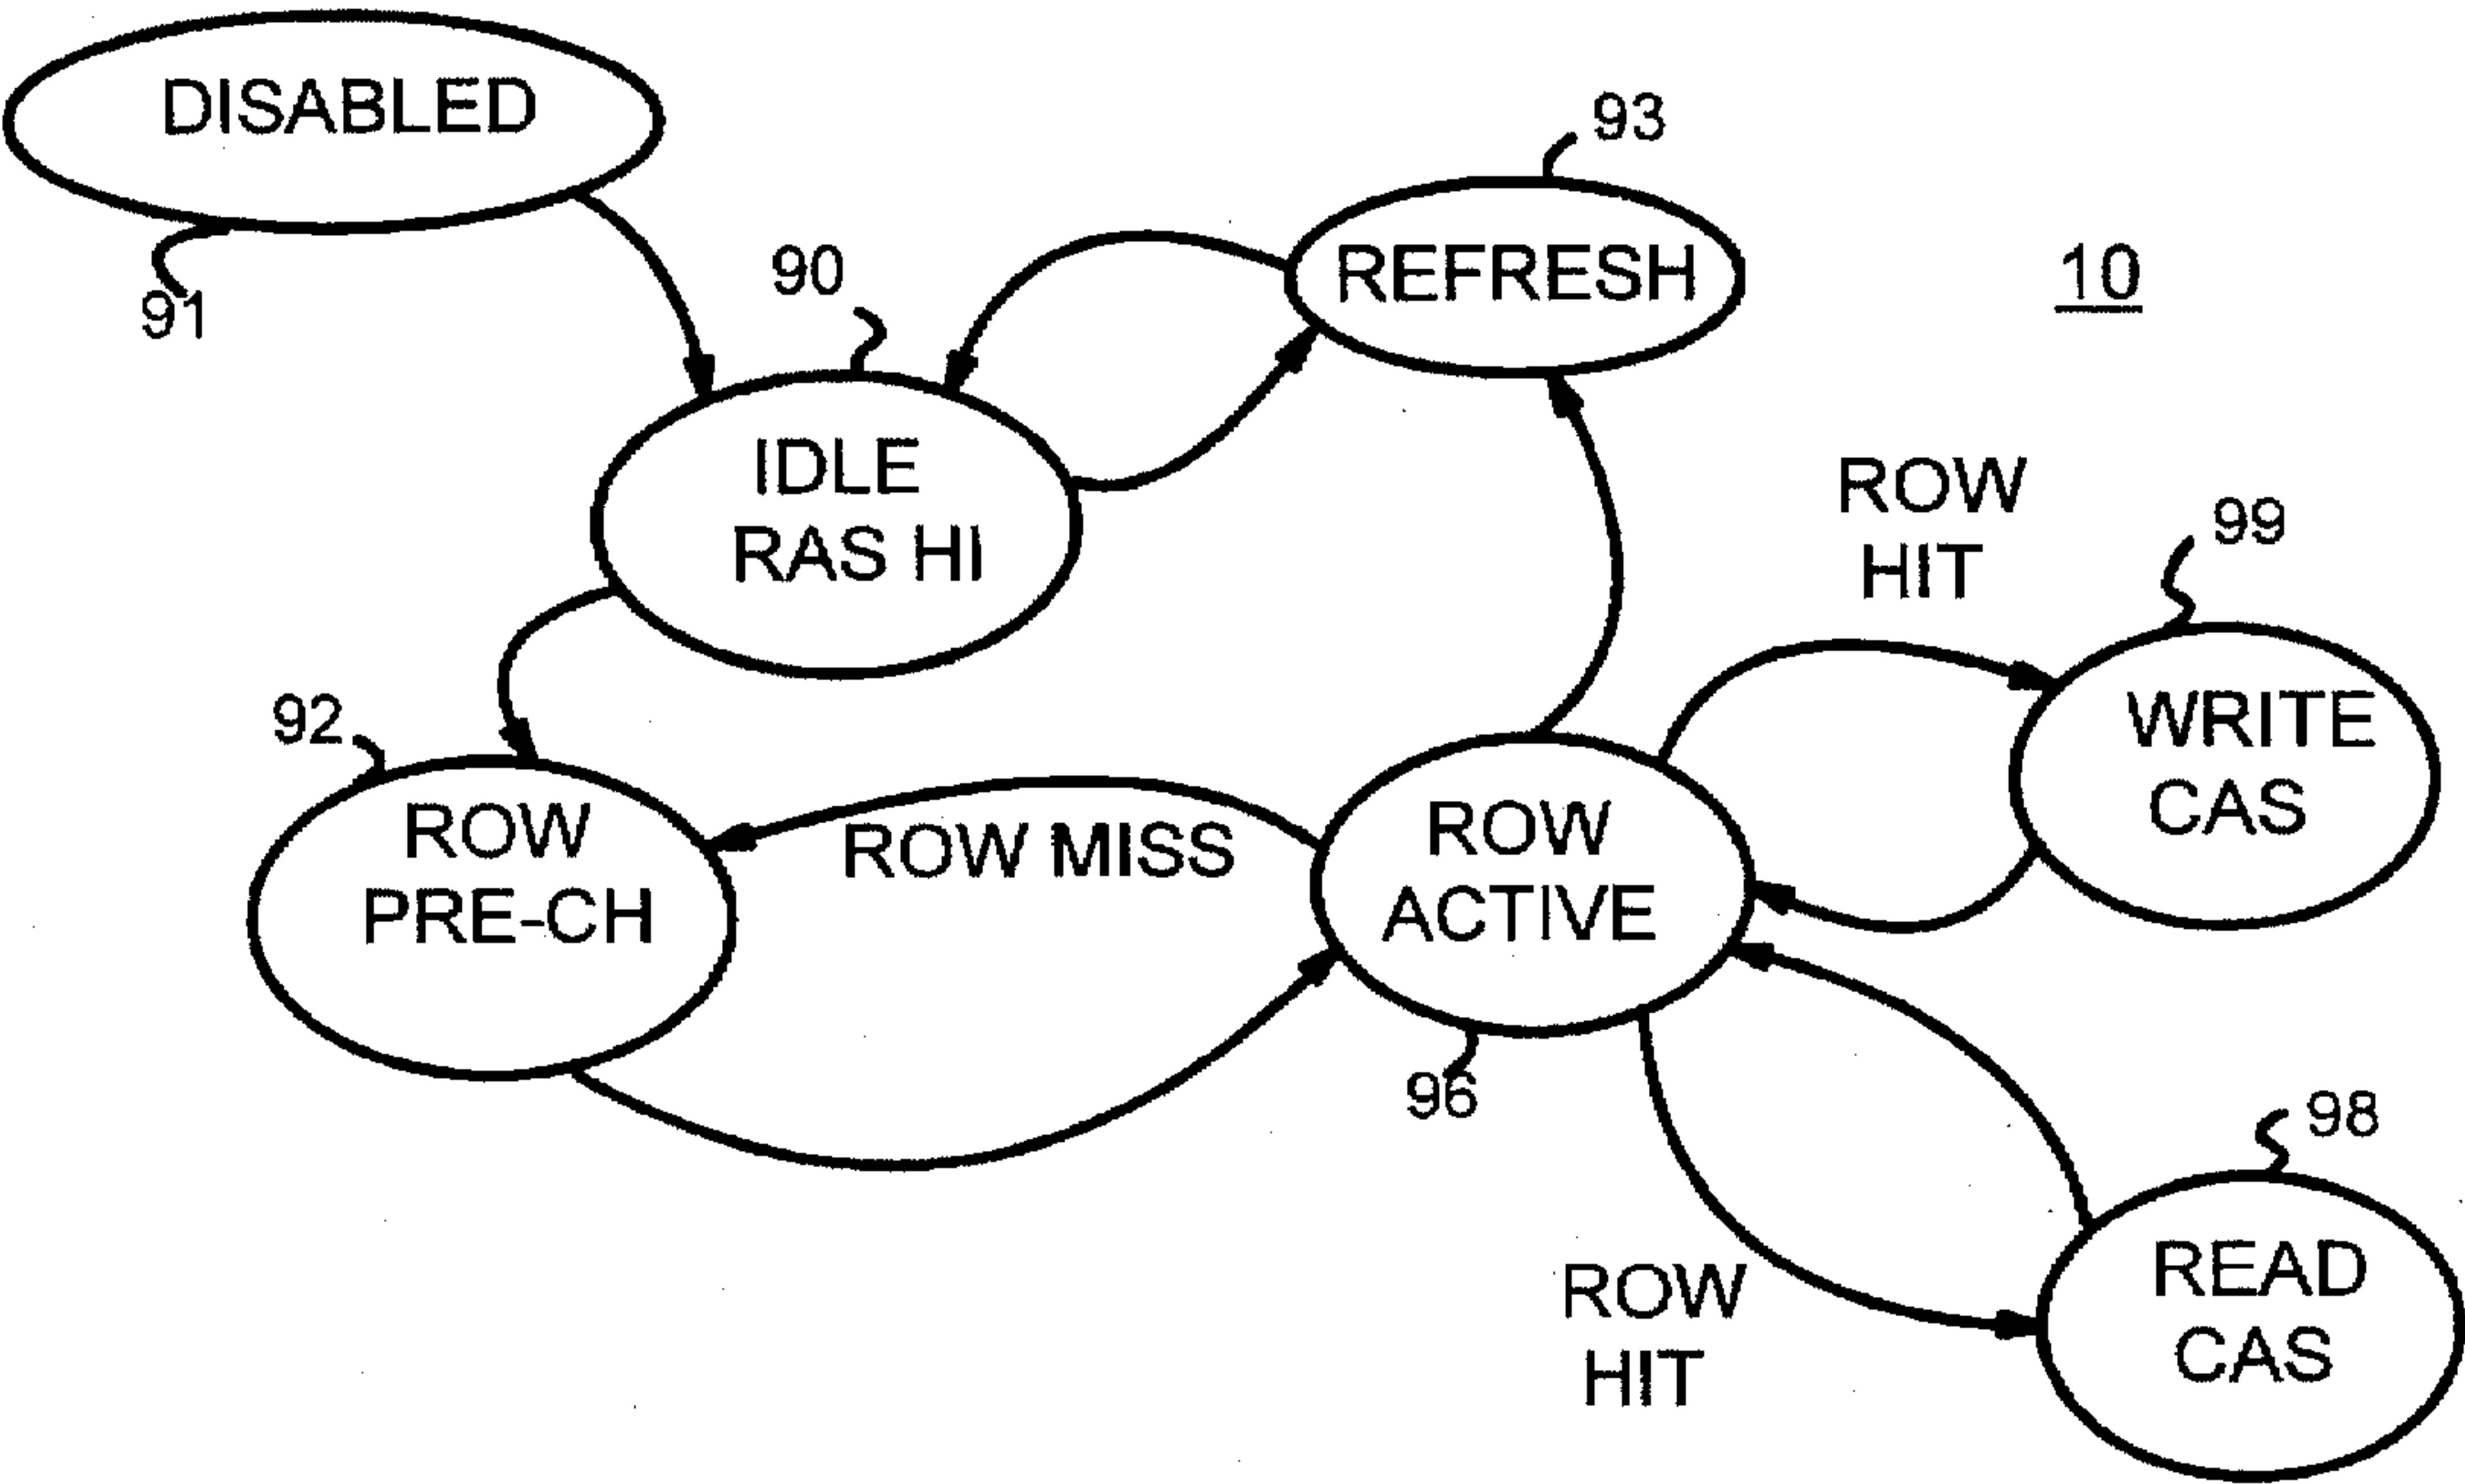 DISABLED
91
90
93
REFRESH
10
IDLE
RAS HI
ROW
HIT
99
WRITE
CAS
92
ROW
PRE-CH
ROW MISS
ROW
ACTIVE
96
98
ROW
HIT
READ
CAS